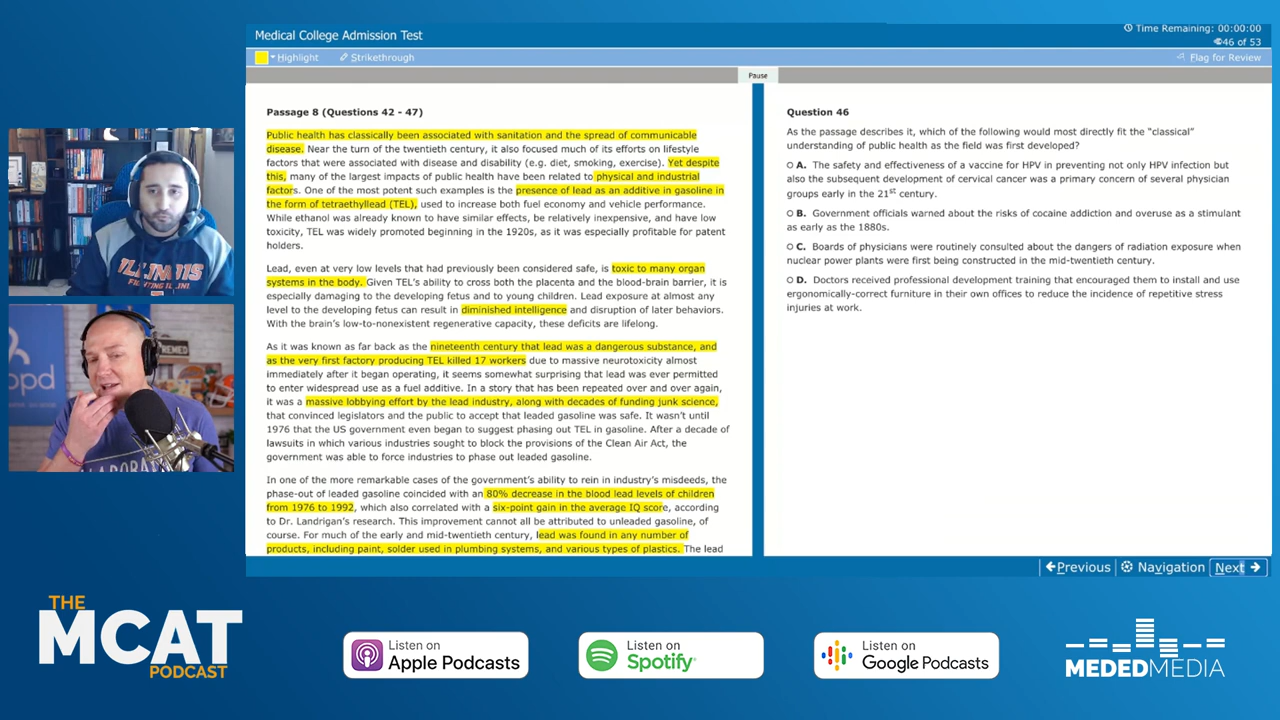 Medical College Admission Test
Time Remaining: 00:00:00
46 of 53
Highlight
Strikethrough
Flag for Review
Pause
Passage 8 (Questions 42 - 47)
Public health has classically been associated with sanitation and the spread of communicable
disease. Near the turn of the twentieth century, it also focused much of its efforts on lifestyle
factors that were associated with disease and disability (e.g. diet, smoking, exercise). Yet despite
this, many of the largest impacts of public health have been related to physical and industrial
factors. One of the most potent such examples is the presence of lead as an additive in gasoline in
the form of tetraethyllead (TEL), used to increase both fuel economy and vehicle performance.
While ethanol was already known to have similar effects, be relatively inexpensive, and have low
toxicity, TEL was widely promoted beginning in the 1920s, as it was especially profitable for patent
holders.
Lead, even at very low levels that had previously been considered safe, is toxic to many organ
systems in the body. Given TEL's ability to cross both the placenta and the blood-brain barrier, it is
especially damaging to the developing fetus and to young children. Lead exposure at almost any
level to the developing fetus can result in diminished intelligence and disruption of later behaviors.
With the brain's low-to-nonexistent regenerative capacity, these deficits are lifelong.
As it was known as far back as the nineteenth century that lead was a dangerous substance, and
as the very first factory producing TEL killed 17 workers due to massive neurotoxicity almost
immediately after it began operating, it seems somewhat surprising that lead was ever permitted
to enter widespread use as a fuel additive. In a story that has been repeated over and over again,
it was a massive lobbying effort by the lead industry, along with decades of funding junk science,
that convinced legislators and the public to accept that leaded gasoline was safe. It wasn't until
1976 that the US government even began to suggest phasing out TEL in gasoline. After a decade of
lawsuits in which various industries sought to block the provisions of the Clean Air Act, the
government was able to force industries to phase out leaded gasoline.
In one of the more remarkable cases of the government's ability to rein in industry's misdeeds, the
phase-out of leaded gasoline coincided with an 80% decrease in the blood lead levels of children
from 1976 to 1992, which also correlated with a six-point gain in the average IQ score, according
to Dr. Landrigan's research. This improvement cannot all be attributed to unleaded gasoline, of
course. For much of the early and mid-twentieth century, lead was found in any number of
products, including paint, solder used in plumbing systems, and various types of plastics. The lead
Question 46
As the passage describes it, which of the following would most directly fit the "classical"
understanding of public health as the field was first developed?
A. The safety and effectiveness of a vaccine for HPV in preventing not only HPV infection but
also the subsequent development of cervical cancer was a primary concern of several physician
groups early in the 21st century.
B. Government officials warned about the risks of cocaine addiction and overuse as a stimulant
as early as the 1880s.
C. Boards of physicians were routinely consulted about the dangers of radiation exposure when
nuclear power plants were first being constructed in the mid-twentieth century.
D. Doctors received professional development training that encouraged them to install and use
ergonomically-correct furniture in their own offices to reduce the incidence of repetitive stress
injuries at work.
Previous
Navigation
Next
ILLINOIS
THE
MCAT
PODCAST
Listen on
Apple Podcasts
Listen on
Spotify
Listen on
Google Podcasts
MEDEDMEDIA